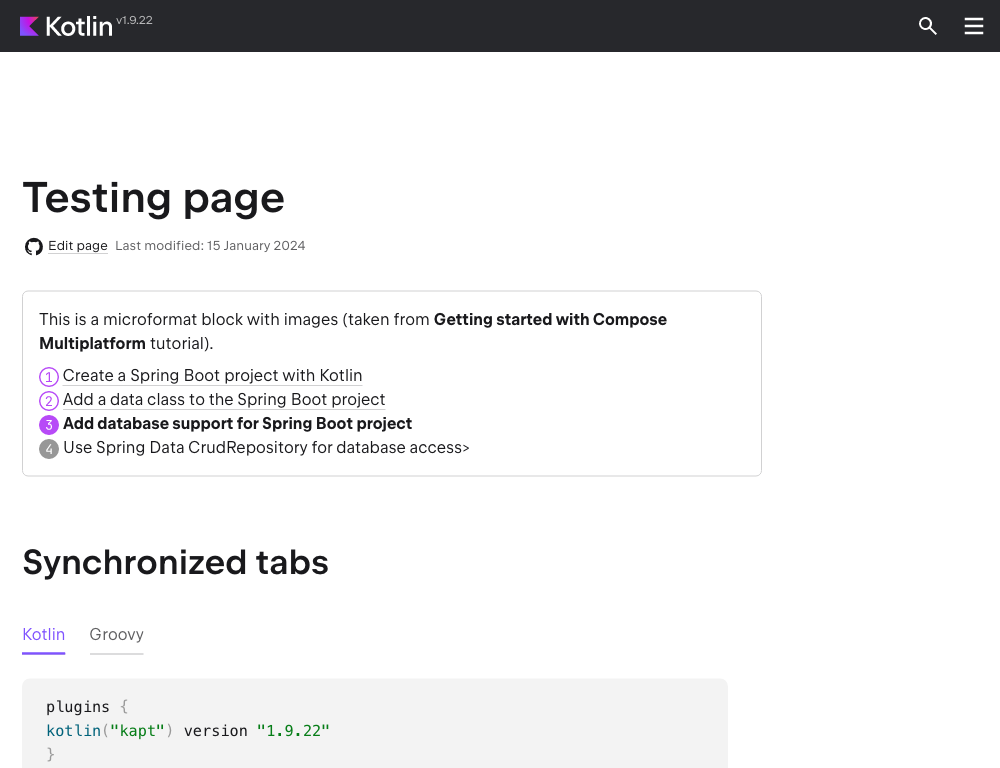 Kotlin v1.9.22
Testing page
Edit page Last modified: 15 January 2024
This is a microformat block with images (taken from Getting started with Compose
Multiplatform tutorial).
1 Create a Spring Boot project with Kotlin
2 Add a data class to the Spring Boot project
3 Add database support for Spring Boot project
4 Use Spring Data CrudRepository for database access>
Synchronized tabs
Kotlin Groovy
plugins {
kotlin("kapt") version "1.9.22"
}